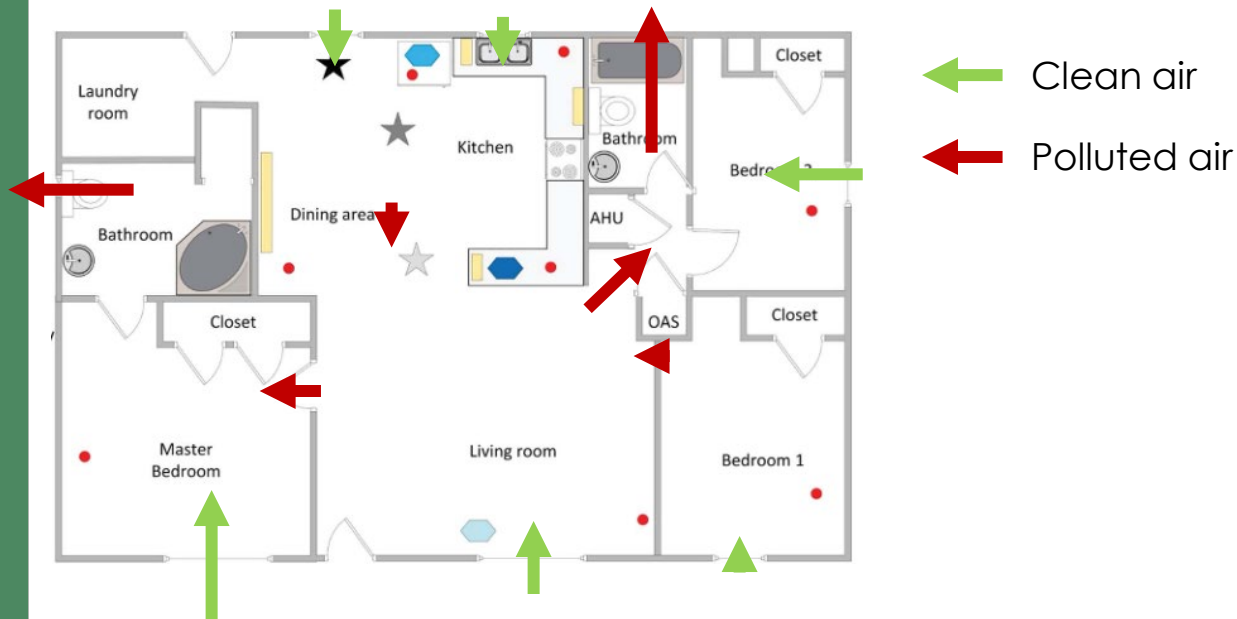 Closet
Clean air
Laundry
room
Kitchen
Bathroom
Polluted air
Bedroom
Dining area
AHU
Bathroom
Closet
OAS
Closet
Master
Bedroom
Living room
Bedroom 1